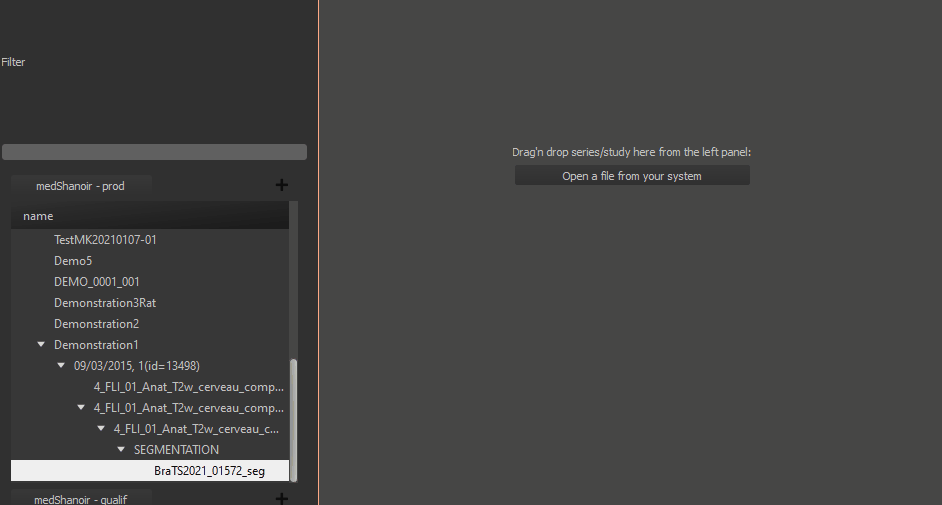 Filter
Drag'n drop series/study here from the left panel:
Open a file from your system
medShanoir - prod
+
name
TestMK20210107-01
Demo5
DEMO_0001_001
Demonstration3Rat
Demonstration2
Demonstration1
09/03/2015, 1(id=13498)
4_FLI_01_Anat_T2w_cerveau_comp...
4_FLI_01_Anat_T2w_cerveau_comp...
4_FLI_01_Anat_T2w_cerveau_c...
SEGMENTATION
BraTS2021_01572_seg
medShanoir - qualif
+